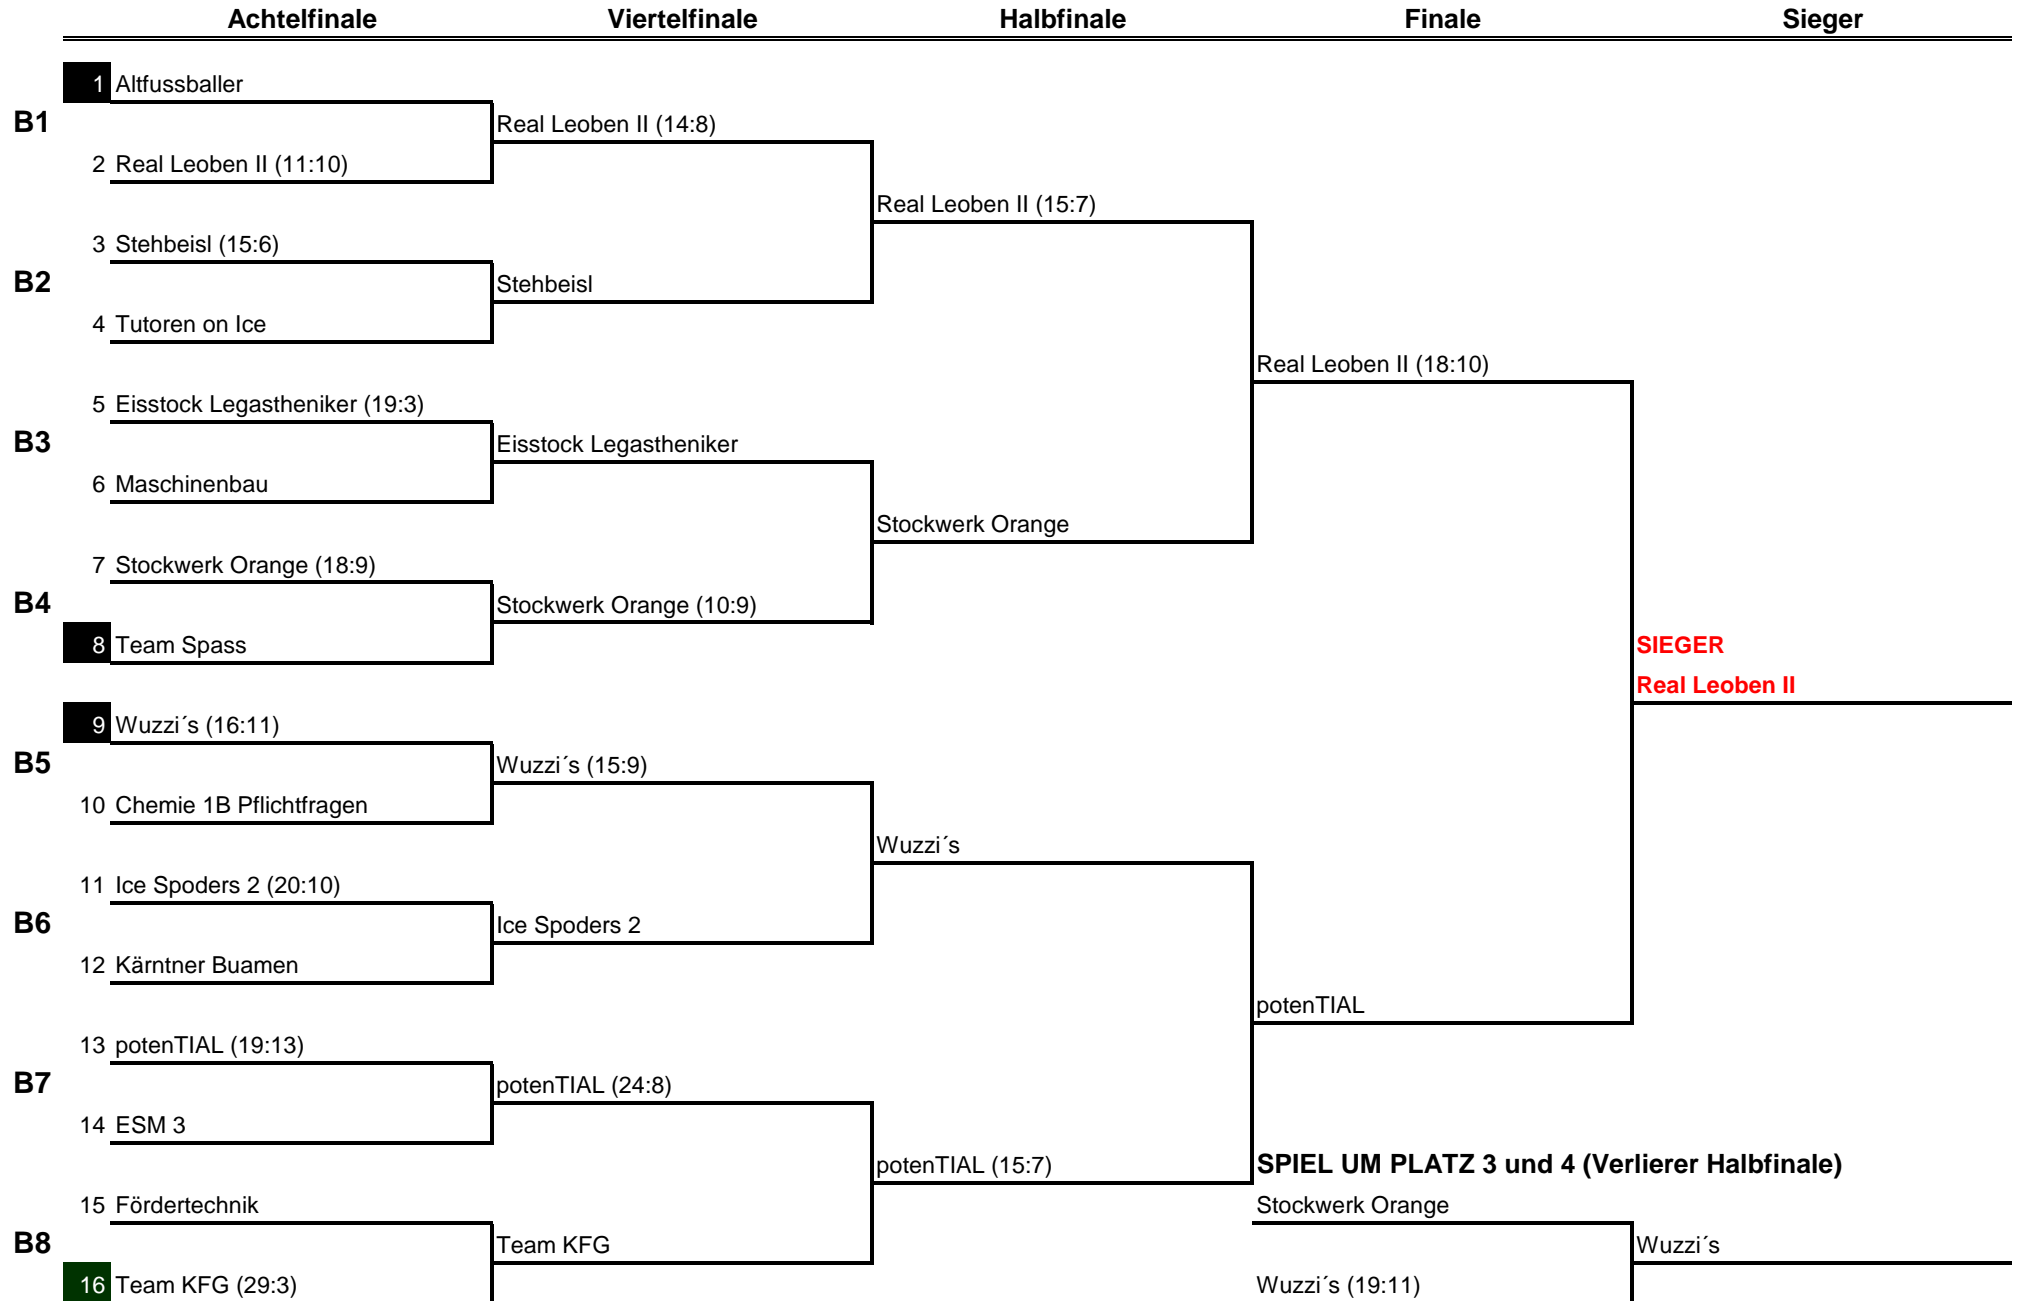 Achtelfinale Viertelfinale Halbfinale Finale Sieger
1 Altfussballer
B1 Real Leoben II (14:8)
2 Real Leoben II (11:10)
Real Leoben II (15:7)
3 Stehbeisl (15:6)
B2 Stehbeisl
4 Tutoren on Ice
Real Leoben II (18:10)
5 Eisstock Legastheniker (19:3)
B3 Eisstock Legastheniker
6 Maschinenbau
Stockwerk Orange
7 Stockwerk Orange (18:9)
B4 Stockwerk Orange (10:9)
8 Team Spass SIEGER
Real Leoben II
9 Wuzzi´s (16:11)
B5 Wuzzi´s (15:9)
10 Chemie 1B Pflichtfragen
Wuzzi´s
11 Ice Spoders 2 (20:10)
B6 Ice Spoders 2
12 Kärntner Buamen
potenTIAL
13 potenTIAL (19:13)
B7 potenTIAL (24:8)
14 ESM 3
potenTIAL (15:7) SPIEL UM PLATZ 3 und 4 (Verlierer Halbfinale)
15 Fördertechnik Stockwerk Orange
B8 Team KFG Wuzzi´s
16 Team KFG (29:3) Wuzzi´s (19:11)